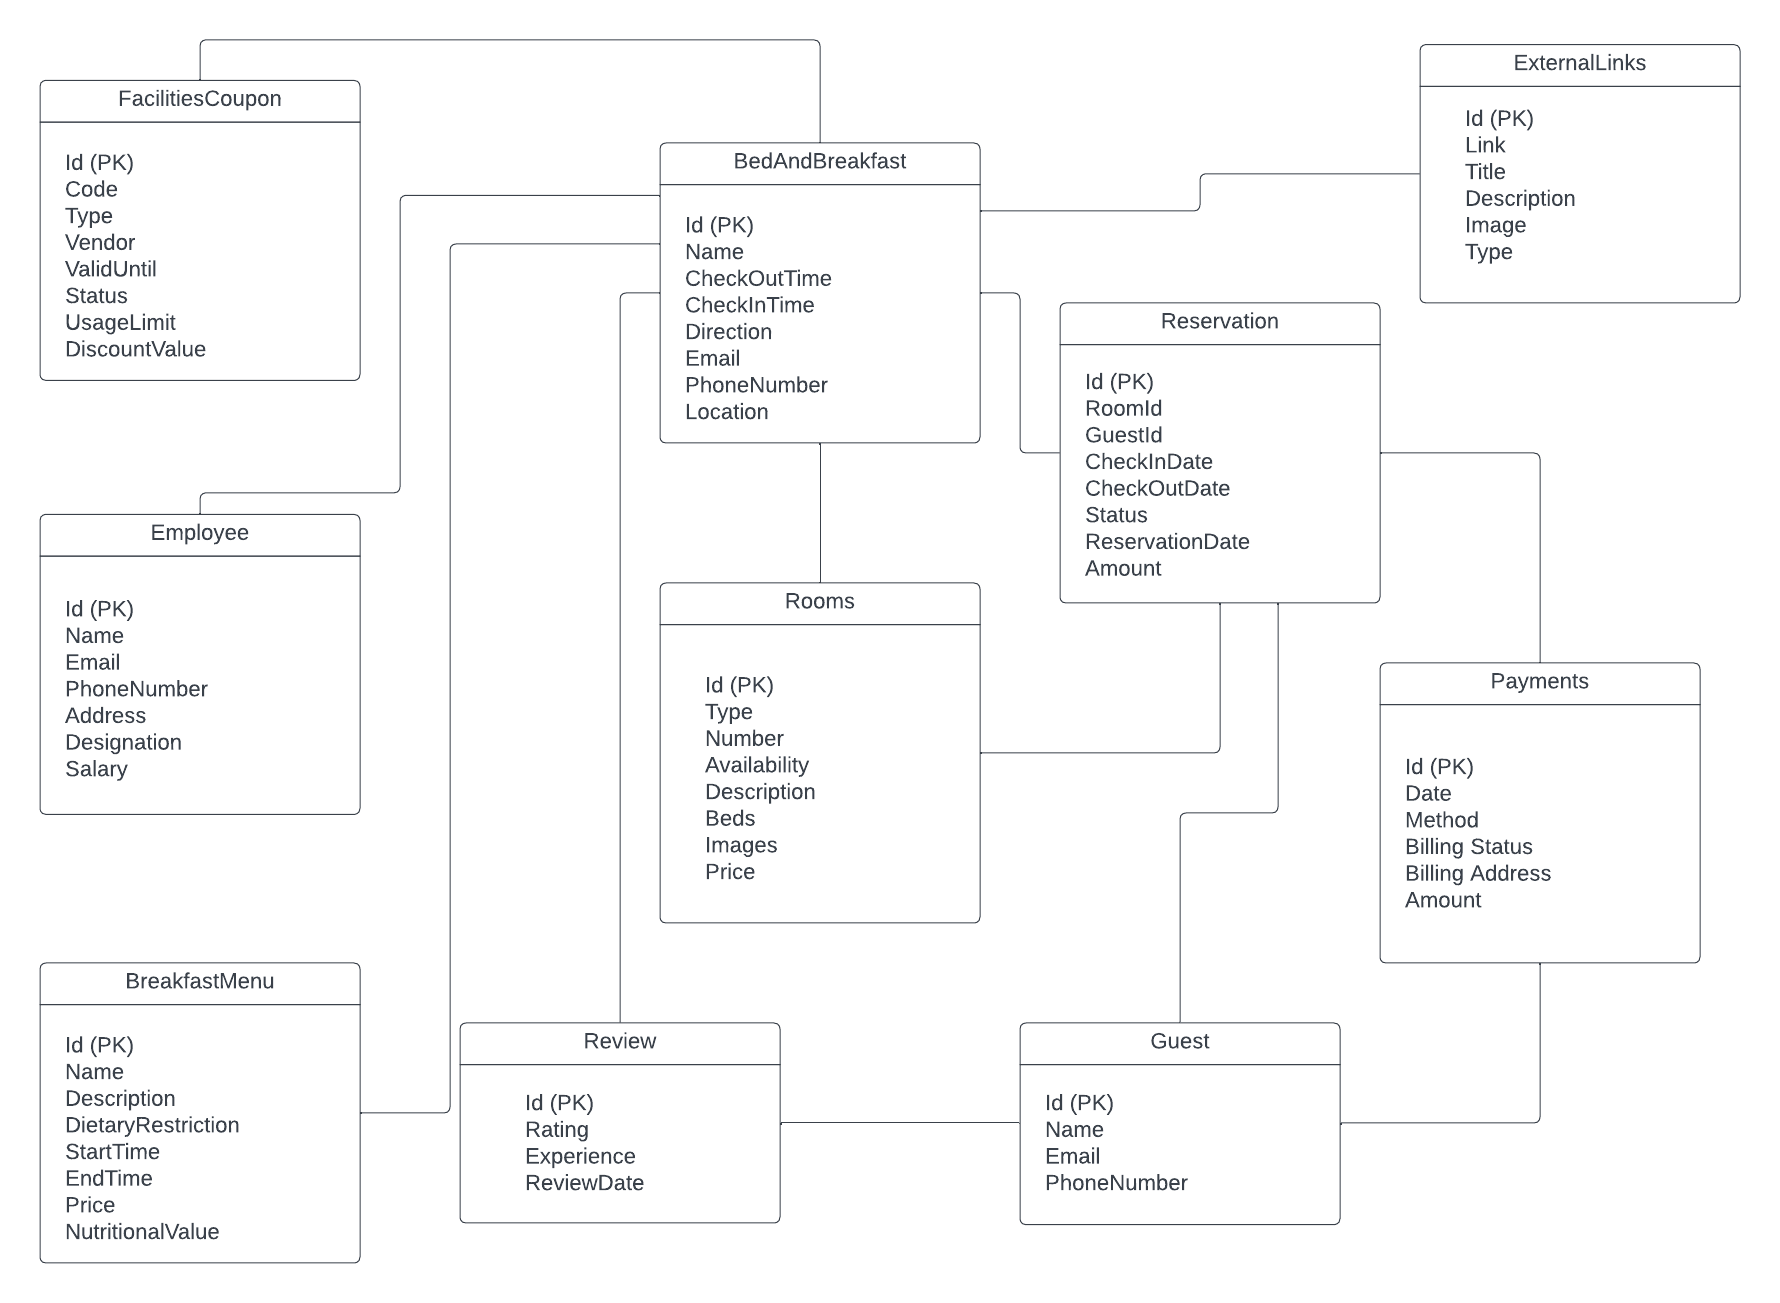 FacilitiesCoupon
Id (PK)
Code
Type
Vendor
ValidUntil
Status
UsageLimit
DiscountValue
BedAndBreakfast
Id (PK)
Name
CheckOutTime
CheckInTime
Direction
Email
PhoneNumber
Location
ExternalLinks
Id (PK)
Link
Title
Description
Image
Type
Reservation
Id (PK)
RoomId
GuestId
CheckInDate
CheckOutDate
Status
ReservationDate
Amount
Employee
Id (PK)
Name
Email
PhoneNumber
Address
Designation
Salary
Rooms
Id (PK)
Type
Number
Availability
Description
Beds
Images
Price
Payments
Id (PK)
Date
Method
Billing Status
Billing Address
Amount
BreakfastMenu
Id (PK)
Name
Description
DietaryRestriction
StartTime
EndTime
Price
NutritionalValue
Review
Id (PK)
Rating
Experience
ReviewDate
Guest
Id (PK)
Name
Email
PhoneNumber